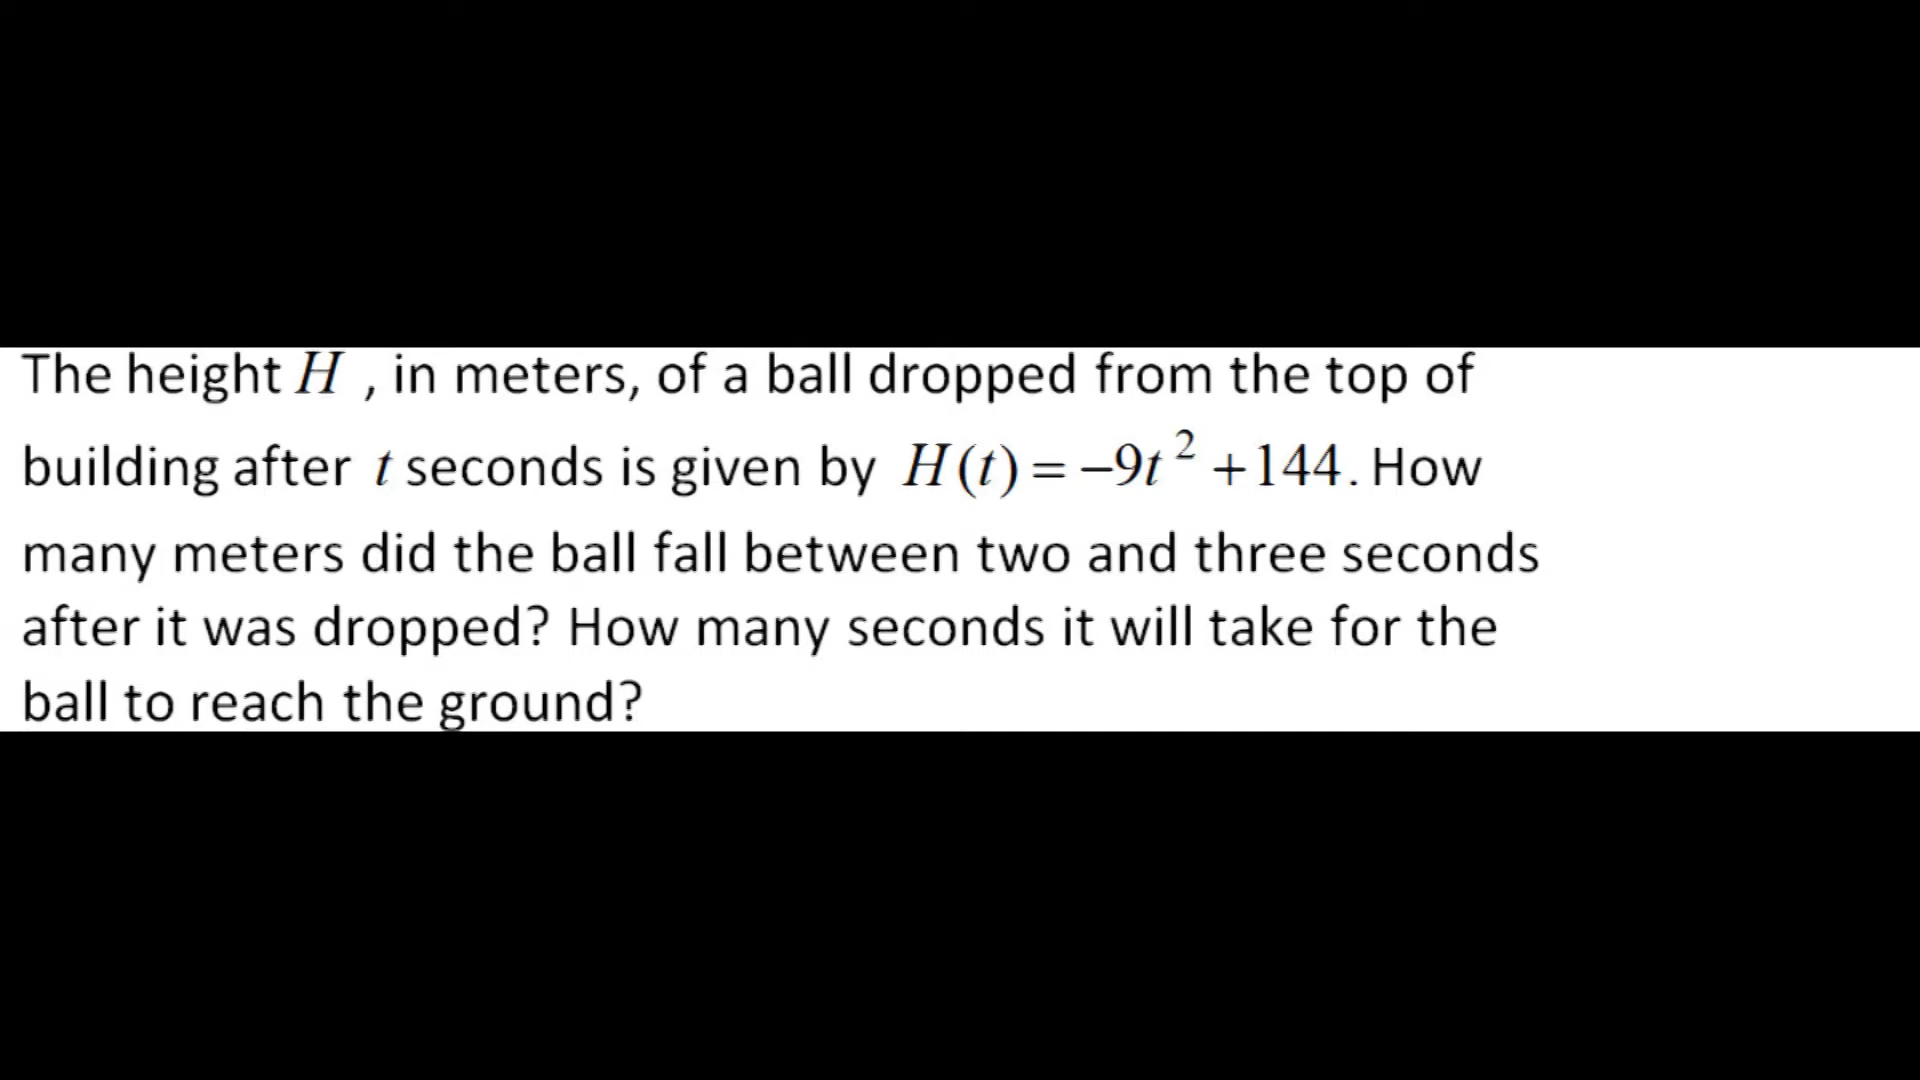 The height H , in meters, of a ball dropped from the top of
building after t seconds is given by H(t) = −9t² +144. How
many meters did the ball fall between two and three seconds
after it was dropped? How many seconds it will take for the
ball to reach the ground?